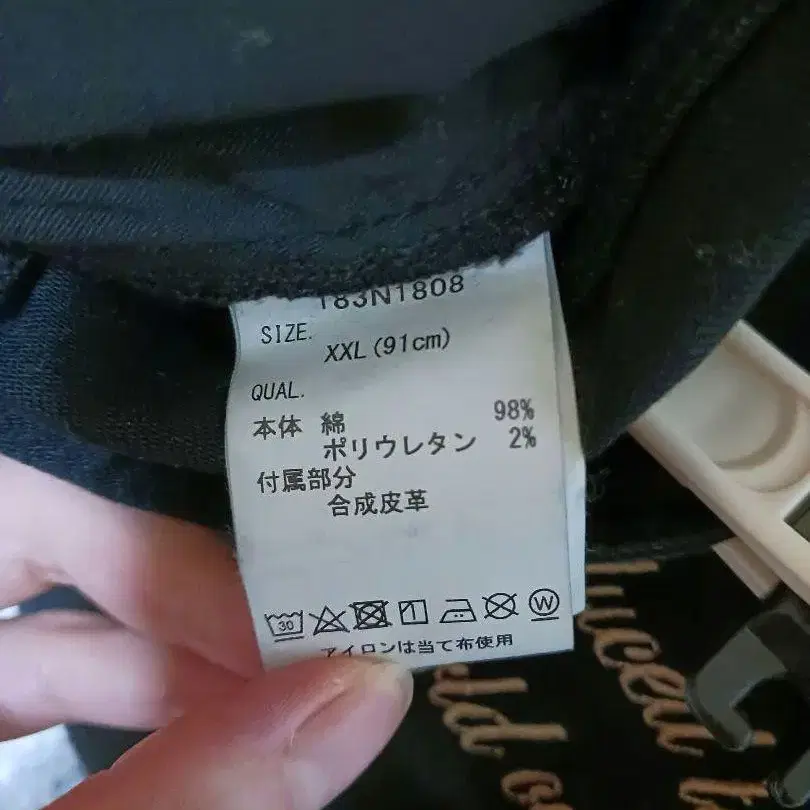 183N1808
SIZE.
XXL (91cm)
QUAL.
本体 綿 98%
ポリウレタン 2%
付属部分
合成皮革
30
W
アイロンは当て布使用